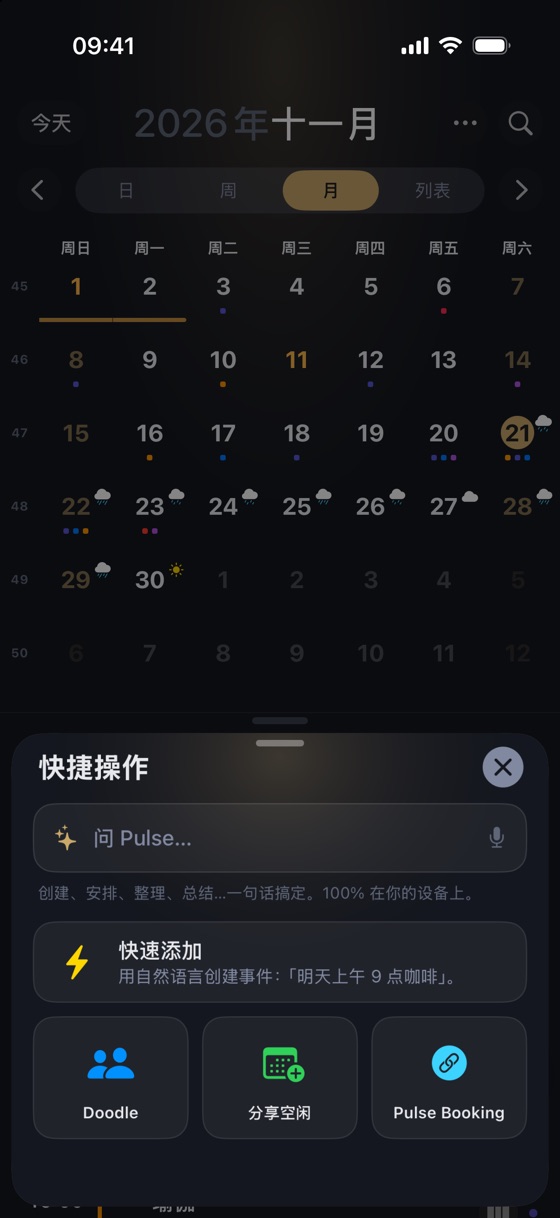 09:41
今天
2026年十一月
日 周 月 列表
周日 周一 周二 周三 周四 周五 周六
45 1 2 3 4 5 6 7
46 8 9 10 11 12 13 14
47 15 16 17 18 19 20 21
48 22 23 24 25 26 27 28
49 29 30 1 2 3 4 5
50 6 7 8 9 10 11 12
快捷操作
问 Pulse...
创建、安排、整理、总结...一句话搞定。100% 在你的设备上。
快速添加
用自然语言创建事件：「明天上午 9 点咖啡」。
Doodle 分享空闲 Pulse Booking